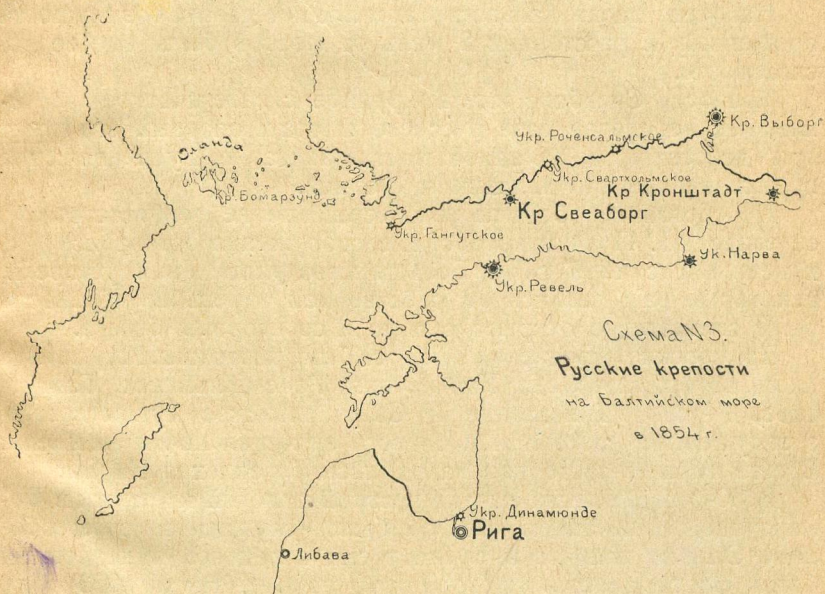 Кр. Выборг
Укр. Роченсальмское
Оланда
Укр. Свартхольмское
Кр Кронштадт
Кр. Бомарзунд
Кр Свеаборг
Укр. Гангутское
Ук. Нарва
Укр. Ревель
Схема N3.
Русские крепости
на Балтийском море
в 1854 г.
Укр. Динамюнде
Рига
Либава